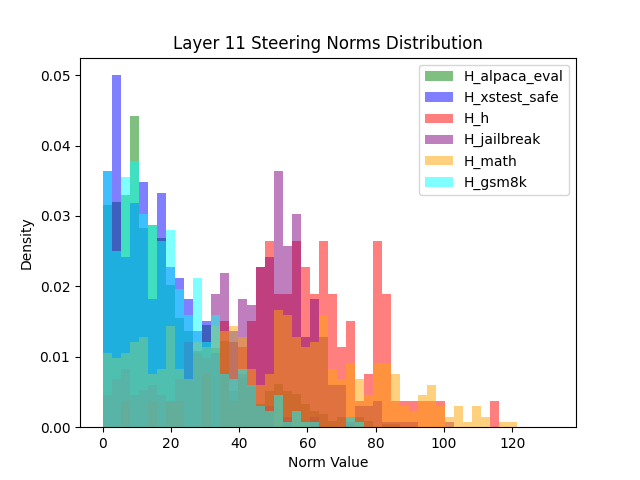 Layer 11 Steering Norms Distribution
0.05
0.04
0.03
0.02
0.01
0.00
Density
H_alpaca_eval
H_xstest_safe
H_h
H_jailbreak
H_math
H_gsm8k
0 20 40 60 80 100 120
Norm Value